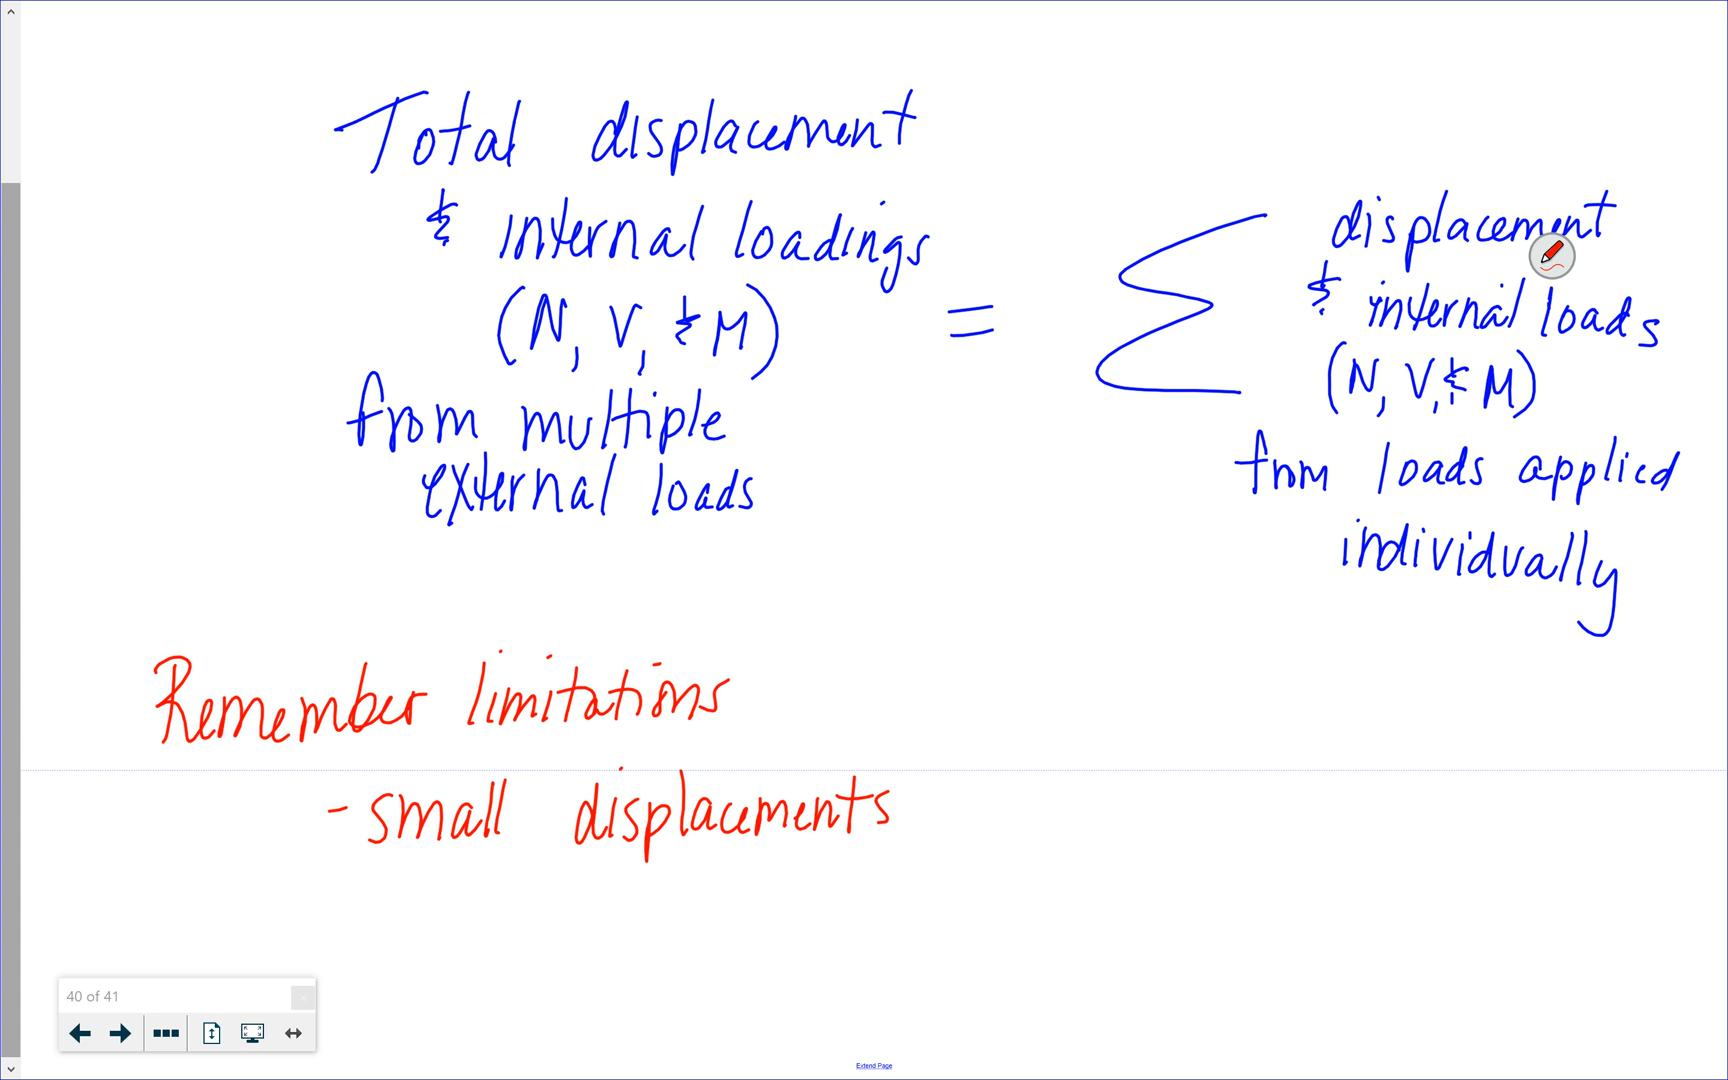 Total displacement
& internal loadings
(N, V, & M)
from multiple
external loads
=
Σ
displacement
& internal loads
(N, V, & M)
from loads applied
individually
Remember limitations
- small displacements
40 of 41
Extend Page